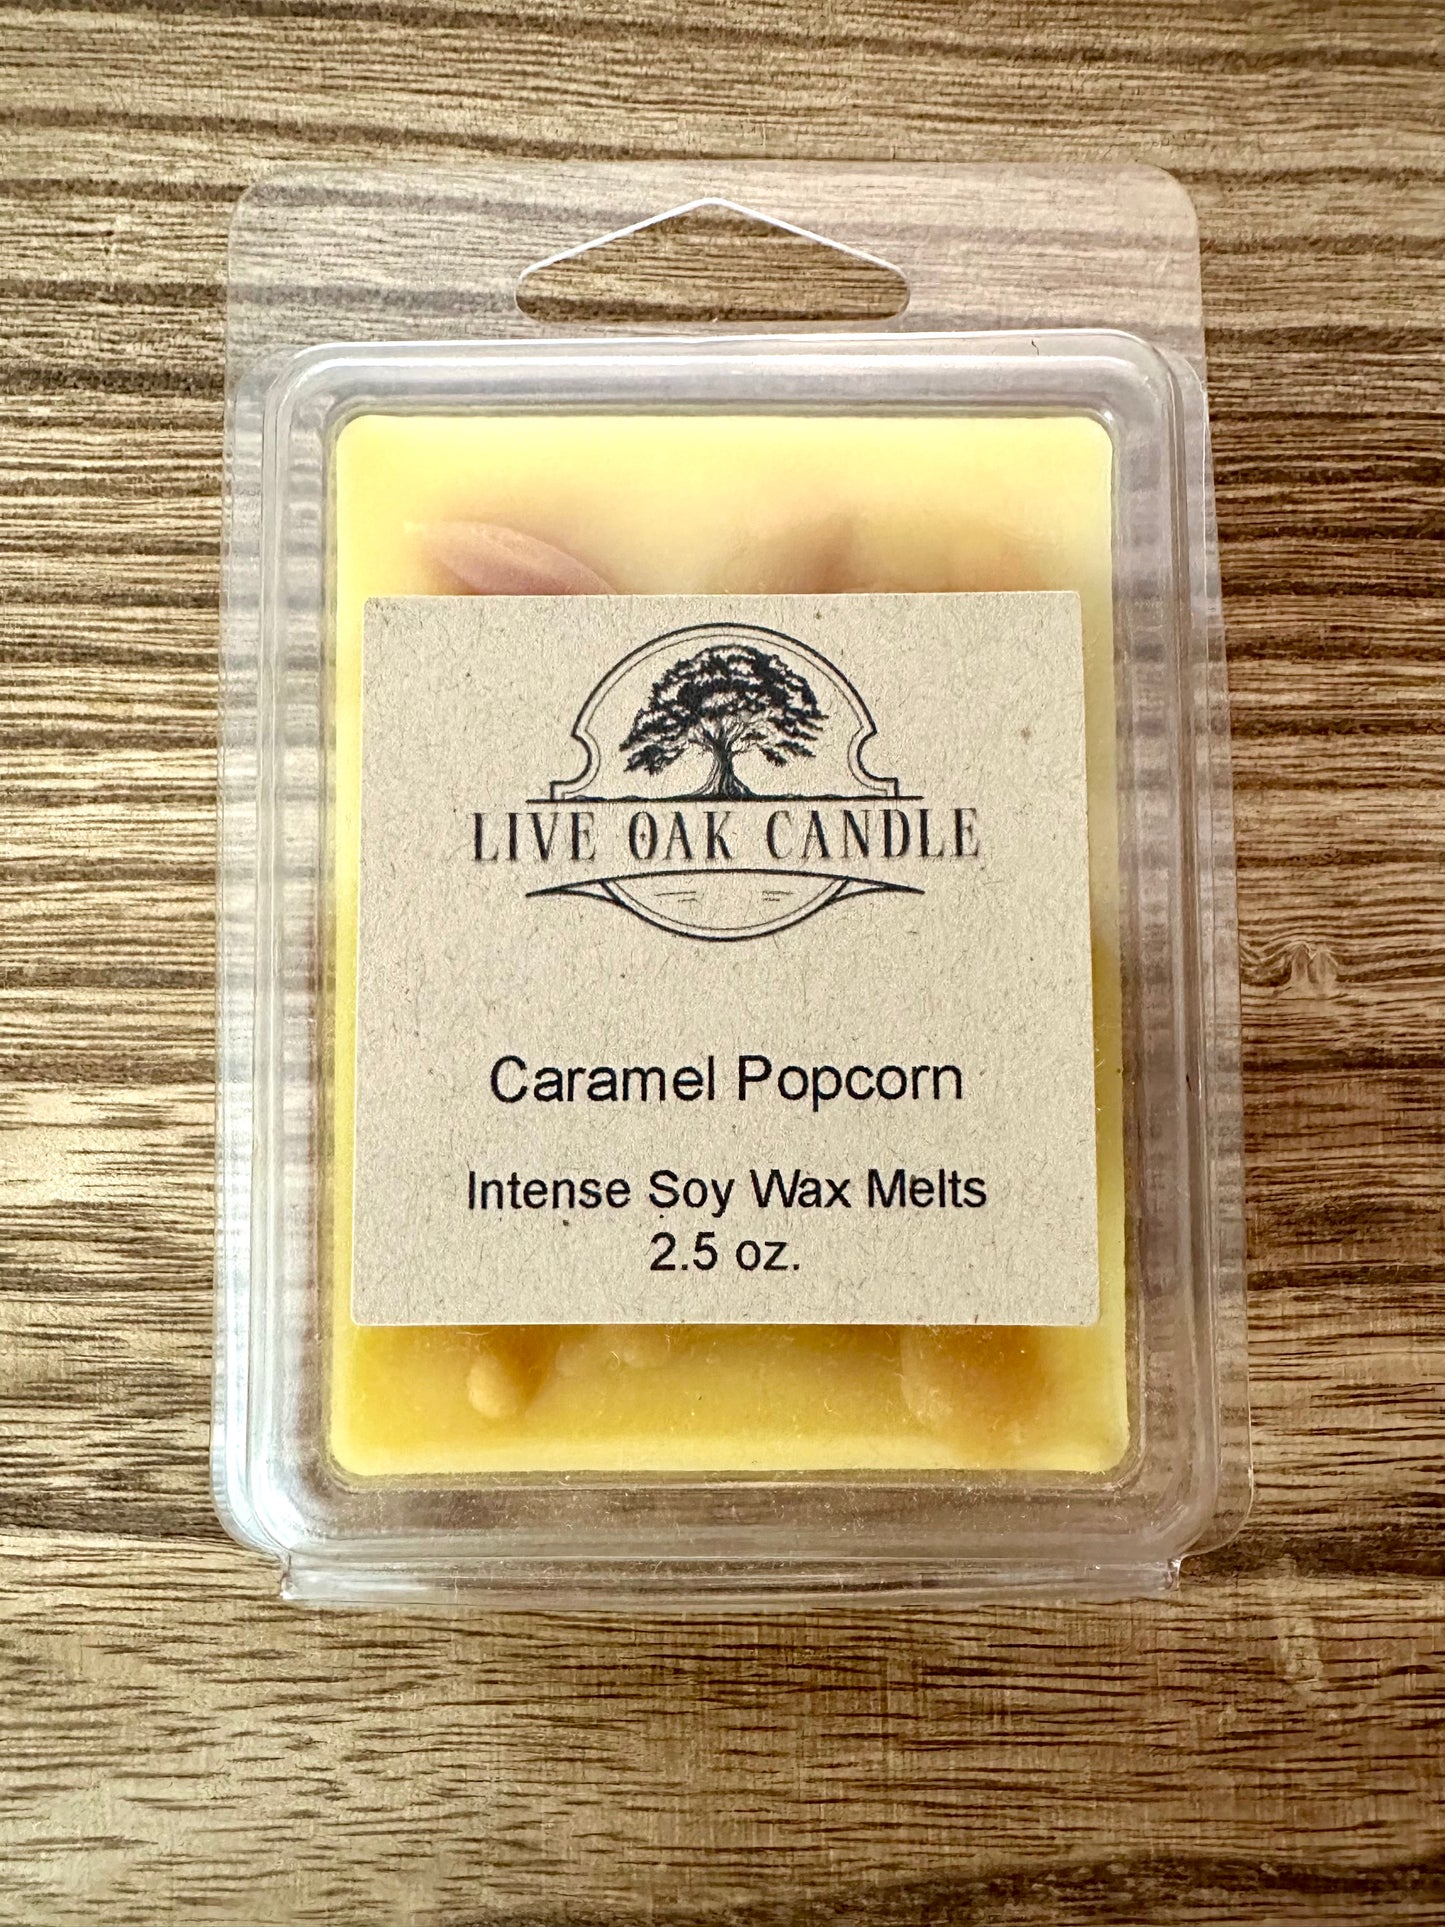 LIVE OAK CANDLE
Caramel Popcorn
Intense Soy Wax Melts
2.5 oz.